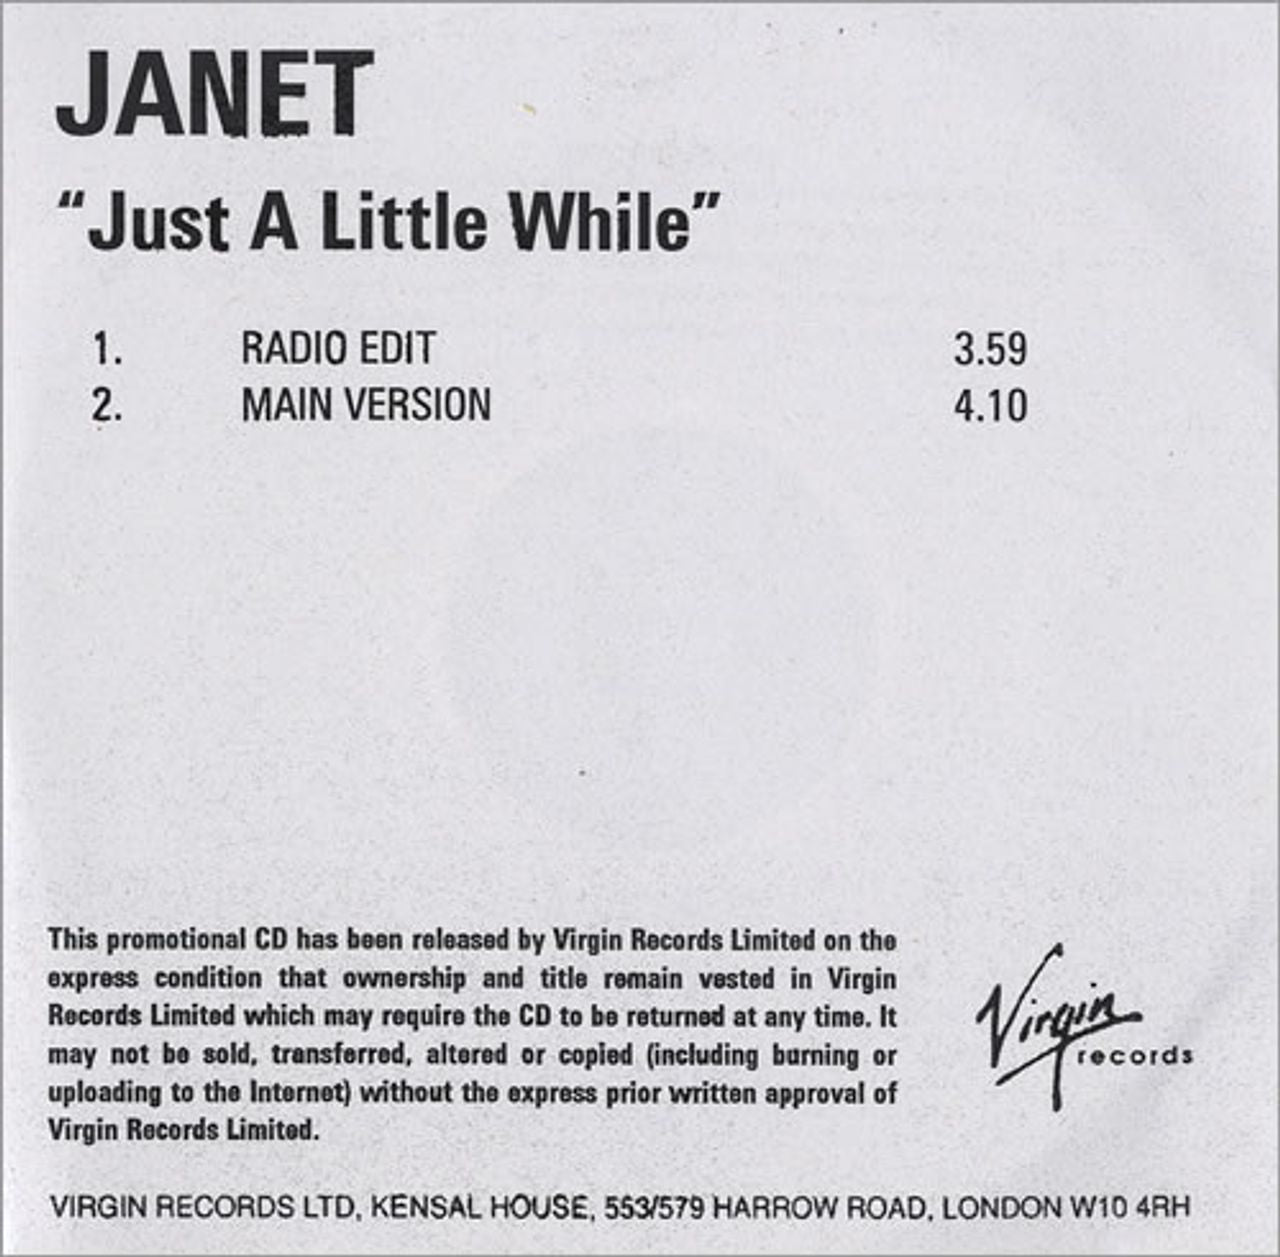 JANET
“Just A Little While”
1. RADIO EDIT 3.59
2. MAIN VERSION 4.10
This promotional CD has been released by Virgin Records Limited on the
express condition that ownership and title remain vested in Virgin
Records Limited which may require the CD to be returned at any time. It
may not be sold, transferred, altered or copied (including burning or
uploading to the Internet) without the express prior written approval of
Virgin Records Limited.
Virgin
records
VIRGIN RECORDS LTD, KENSAL HOUSE, 553/579 HARROW ROAD, LONDON W10 4RH